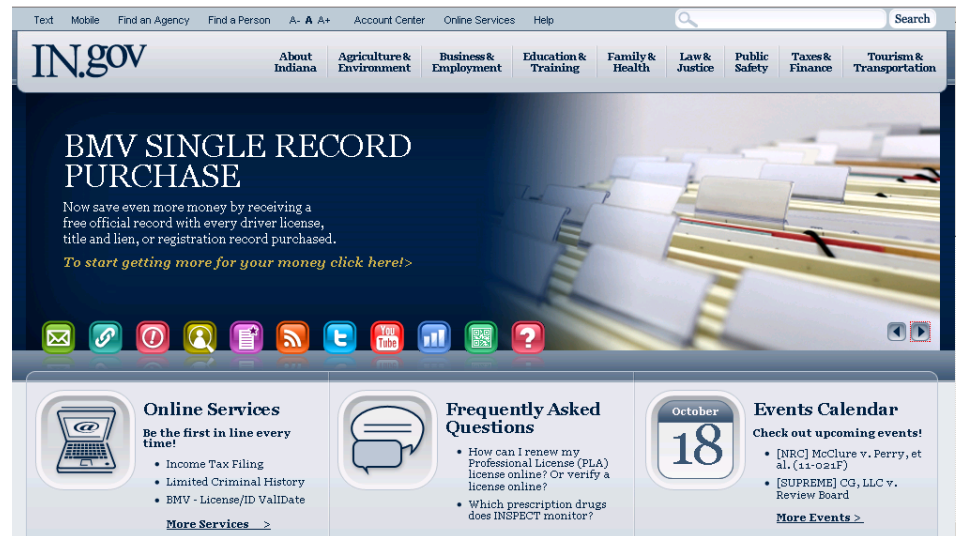 Text Mobile Find an Agency Find a Person A- A A+ Account Center Online Services Help Search
IN.gov
About Indiana
Agriculture & Environment
Business & Employment
Education & Training
Family & Health
Law & Justice
Public Safety
Taxes & Finance
Tourism & Transportation
BMV SINGLE RECORD
PURCHASE
Now save even more money by receiving a
free official record with every driver license,
title and lien, or registration record purchased.
To start getting more for your money click here!>
You
Tube
Online Services
Be the first in line every
time!
• Income Tax Filing
• Limited Criminal History
• BMV - License/ID ValIDate
More Services >
Frequently Asked
Questions
• How can I renew my
Professional License (PLA)
license online? Or verify a
license online?
• Which prescription drugs
does INSPECT monitor?
October
18
Events Calendar
Check out upcoming events!
• [NRC] McClure v. Perry, et
al. (11-021F)
• [SUPREME] CG, LLC v.
Review Board
More Events >